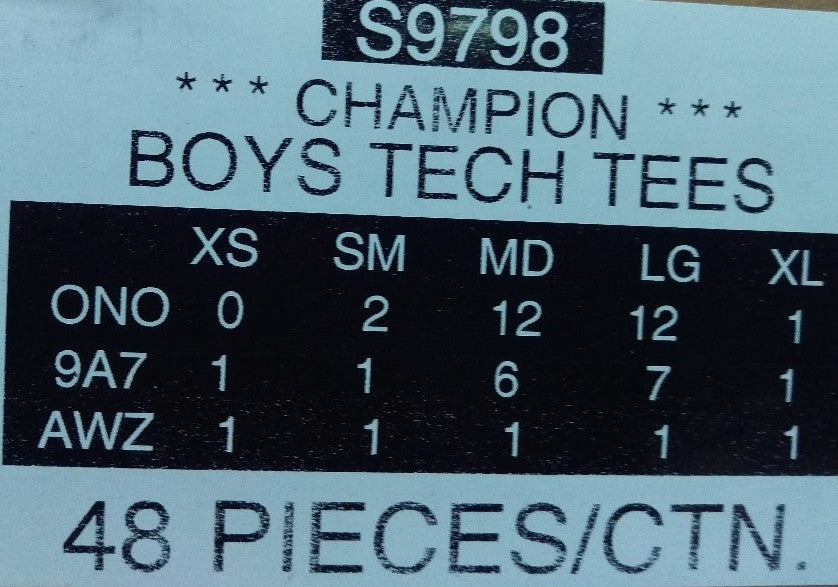 S9798
*** CHAMPION ***
BOYS TECH TEES
XS SM MD LG XL
ONO 0 2 12 12 1
9A7 1 1 6 7 1
AWZ 1 1 1 1 1
48 PIECES/CTN.